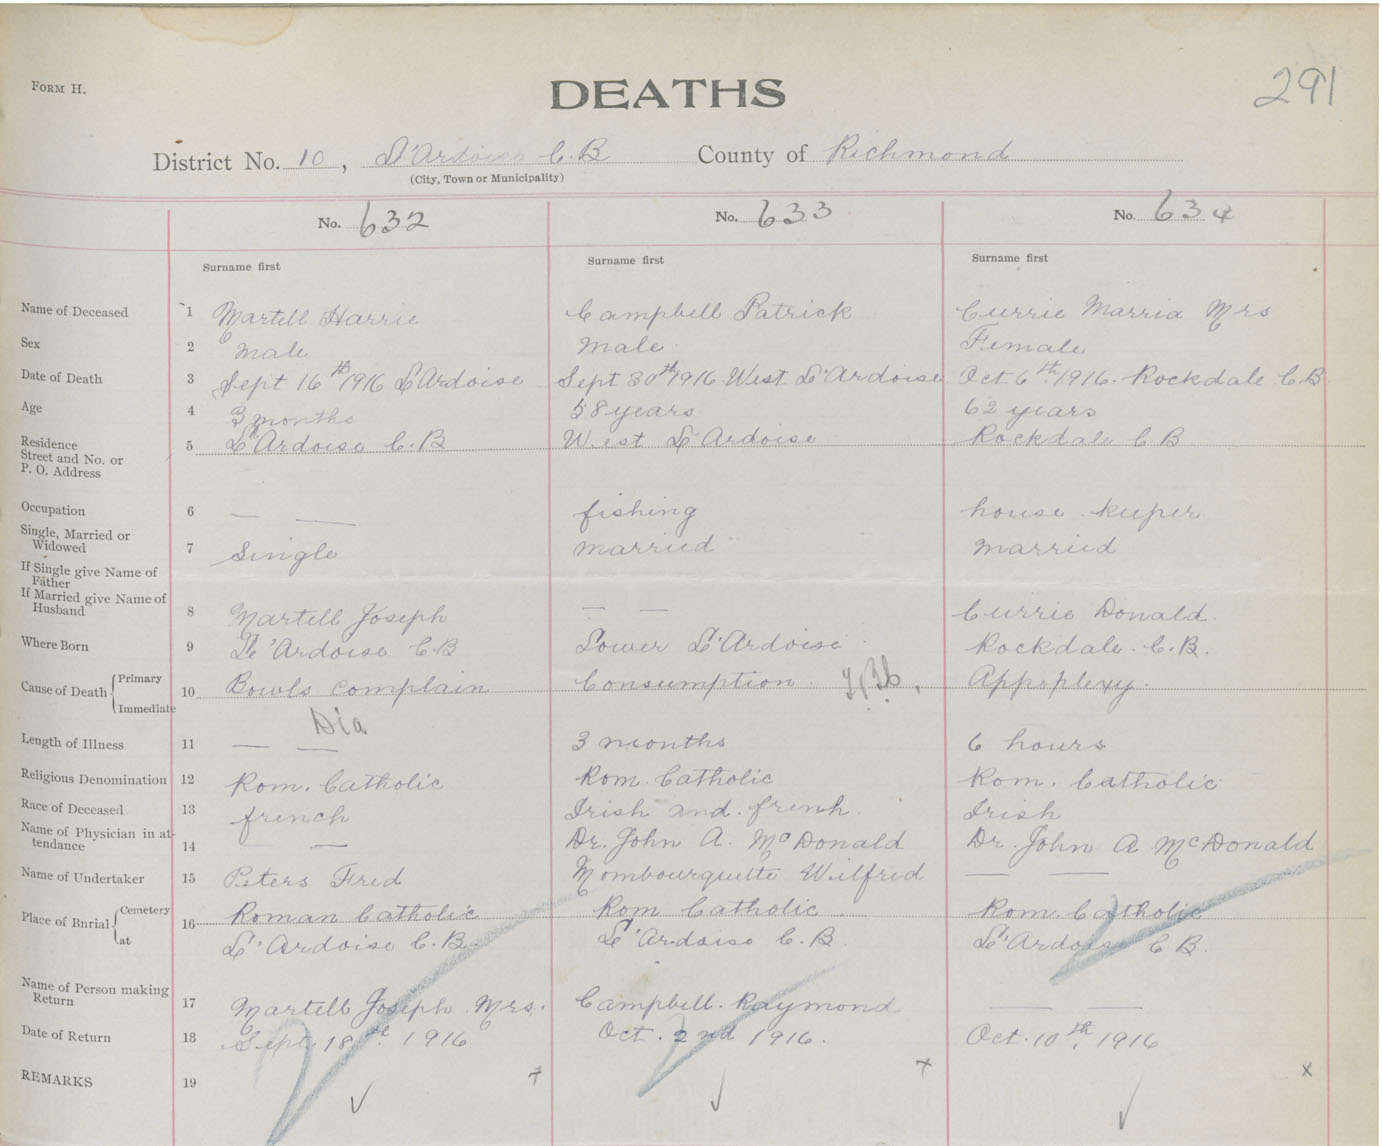 FORM H.
DEATHS
291
District No. 10, L'Ardoise C.B County of Richmond
(City, Town or Municipality)
No. 632 No. 633 No. 634
Surname first Surname first Surname first
Name of Deceased 1 Martell Harrie Campbell Patrick Currie Marria Mrs
Sex 2 Male Male Female
Date of Death 3 Sept 16th 1916 L'Ardoise Sept 30th 1916 West L'Ardoise Oct 6th 1916. Rockdale C.B
Age 4 3 months 58 years 62 years
Residence
Street and No. or
P. O. Address 5 L'Ardoise C.B West L'Ardoise Rockdale C B
Occupation 6 — — fishing house keeper
Single, Married or
Widowed 7 Single married married
If Single give Name of
Father
If Married give Name of
Husband 8 Martell Joseph — — Currie Donald
Where Born 9 L'Ardoise C.B Lower L'Ardoise Rockdale. C.B.
Cause of Death { Primary
Immediate 10 Bowls complain Consumption Appoplexy.
Dia
Length of Illness 11 — — 3 months 6 hours
Religious Denomination 12 Rom. Catholic Rom. Catholic Rom. Catholic
Race of Deceased 13 french Irish and frenh. Irish
Name of Physician in at-
tendance 14 — — Dr. John A. McDonald Dr. John A McDonald
Name of Undertaker 15 Peters Fred Mombourquette Wilfred — —
Place of Burial { Cemetery 16 Roman Catholic Rom Catholic Rom. Catholic
at L'Ardoise C.B. L'Ardoise C.B L'Ardoise C B.
Name of Person making
Return 17 Martell Joseph Mrs. Campbell. Raymond — —
Date of Return 18 Sept. 18th. 1916 Oct. 2nd 1916. Oct. 10th. 1916
REMARKS 19